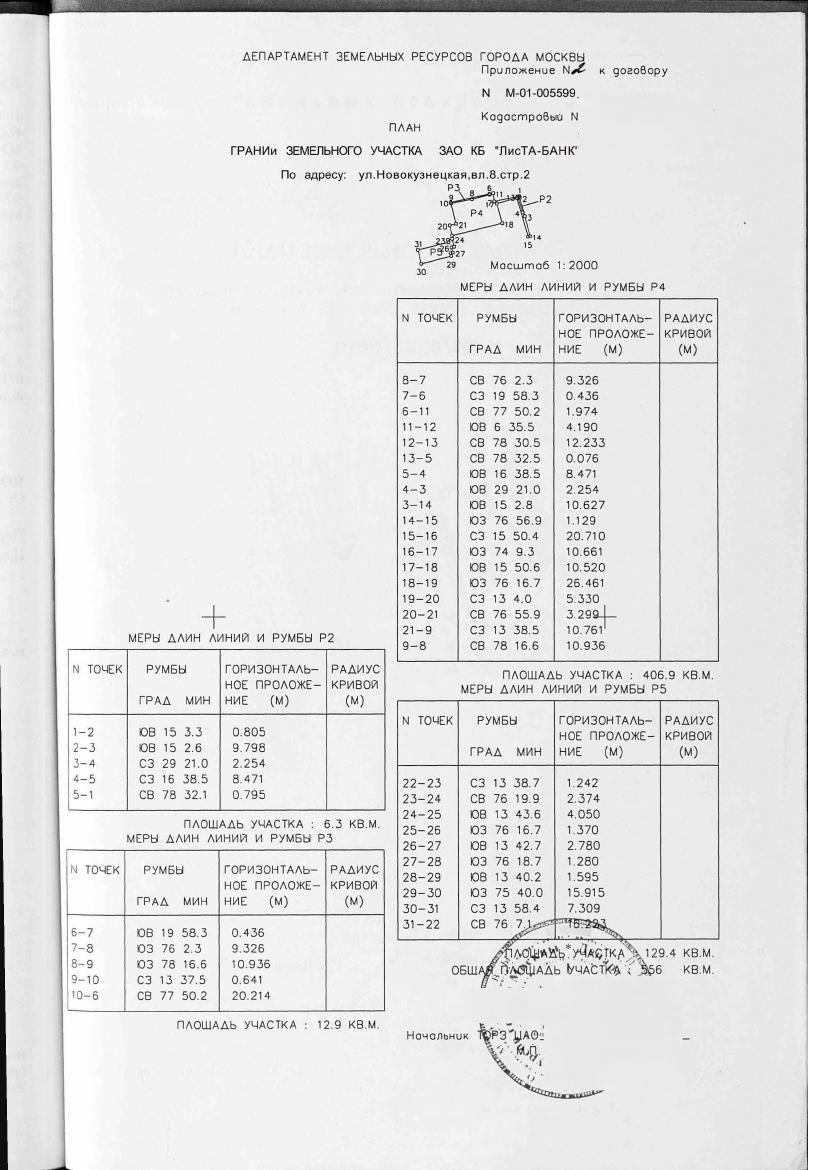 ДЕПАРТАМЕНТ ЗЕМЕЛЬНЫХ РЕСУРСОВ ГОРОДА МОСКВЫ
Приложение N2 к договору
N М-01-005599.
Кадастровый N
ПЛАН
ГРАНИи ЗЕМЕЛЬНОГО УЧАСТКА ЗАО КБ "ЛисТА-БАНК"
По адресу: ул.Новокузнецкая,вл.8.стр.2
P3 6 11 1
9 8 7 13 2 P2
10 17
P4 4 3
20 21 18 14
15
31 23 24
P5 26 27
30 29
Масштаб 1:2000
МЕРЫ ДЛИН ЛИНИЙ И РУМБЫ P4
N ТОЧЕК РУМБЫ ГОРИЗОНТАЛЬ- РАДИУС
НОЕ ПРОЛОЖЕ- КРИВОЙ
ГРАД МИН НИЕ (М) (М)
8-7 СВ 76 2.3 9.326
7-6 СЗ 19 58.3 0.436
6-11 СВ 77 50.2 1.974
11-12 ЮВ 6 35.5 4.190
12-13 СВ 78 30.5 12.233
13-5 СВ 78 32.5 0.076
5-4 ЮВ 16 38.5 8.471
4-3 ЮВ 29 21.0 2.254
3-14 ЮВ 15 2.8 10.627
14-15 ЮЗ 76 56.9 1.129
15-16 СЗ 15 50.4 20.710
16-17 ЮЗ 74 9.3 10.661
17-18 ЮВ 15 50.6 10.520
18-19 ЮЗ 76 16.7 26.461
19-20 СЗ 13 4.0 5.330
20-21 СВ 76 55.9 3.299
21-9 СЗ 13 38.5 10.761
9-8 СВ 78 16.6 10.936
ПЛОЩАДЬ УЧАСТКА : 406.9 КВ.М.
МЕРЫ ДЛИН ЛИНИЙ И РУМБЫ P2
N ТОЧЕК РУМБЫ ГОРИЗОНТАЛЬ- РАДИУС
НОЕ ПРОЛОЖЕ- КРИВОЙ
ГРАД МИН НИЕ (М) (М)
1-2 ЮВ 15 3.3 0.805
2-3 ЮВ 15 2.6 9.798
3-4 СЗ 29 21.0 2.254
4-5 СЗ 16 38.5 8.471
5-1 СВ 78 32.1 0.795
ПЛОЩАДЬ УЧАСТКА : 6.3 КВ.М.
МЕРЫ ДЛИН ЛИНИЙ И РУМБЫ P3
N ТОЧЕК РУМБЫ ГОРИЗОНТАЛЬ- РАДИУС
НОЕ ПРОЛОЖЕ- КРИВОЙ
ГРАД МИН НИЕ (М) (М)
6-7 ЮВ 19 58.3 0.436
7-8 ЮЗ 76 2.3 9.326
8-9 ЮЗ 78 16.6 10.936
9-10 СЗ 13 37.5 0.641
10-6 СВ 77 50.2 20.214
ПЛОЩАДЬ УЧАСТКА : 12.9 КВ.М.
МЕРЫ ДЛИН ЛИНИЙ И РУМБЫ P5
N ТОЧЕК РУМБЫ ГОРИЗОНТАЛЬ- РАДИУС
НОЕ ПРОЛОЖЕ- КРИВОЙ
ГРАД МИН НИЕ (М) (М)
22-23 СЗ 13 38.7 1.242
23-24 СВ 76 19.9 2.374
24-25 ЮВ 13 43.6 4.050
25-26 ЮЗ 76 16.7 1.370
26-27 ЮВ 13 42.7 2.780
27-28 ЮЗ 76 18.7 1.280
28-29 ЮВ 13 40.2 1.595
29-30 ЮЗ 75 40.0 15.915
30-31 СЗ 13 58.4 7.309
31-22 СВ 76 7.1
ПЛОЩАДЬ УЧАСТКА : 129.4 КВ.М.
ОБЩАЯ ПЛОЩАДЬ УЧАСТКА : 556 КВ.М.
Начальник ТОРЗ ЦАО
М.П.